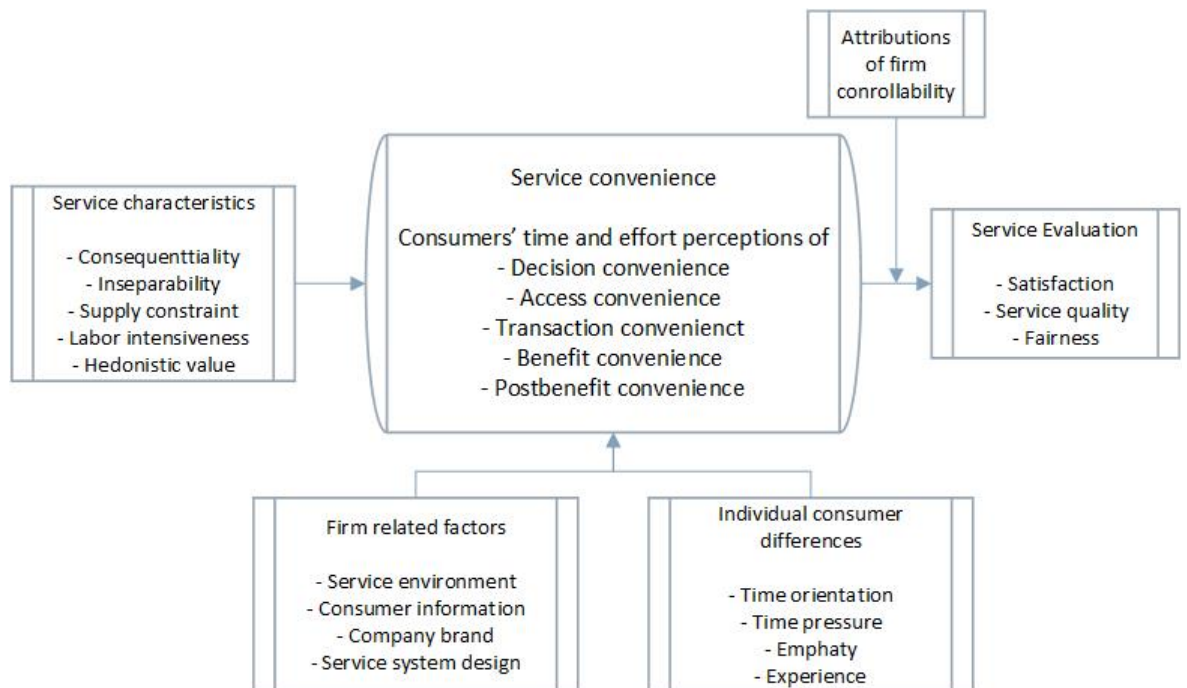 Attributions
of firm
conrollability
Service characteristics
- Consequenttiality
- Inseparability
- Supply constraint
- Labor intensiveness
- Hedonistic value
Service convenience
Consumers' time and effort perceptions of
- Decision convenience
- Access convenience
- Transaction convenienct
- Benefit convenience
- Postbenefit convenience
Service Evaluation
- Satisfaction
- Service quality
- Fairness
Firm related factors
- Service environment
- Consumer information
- Company brand
- Service system design
Individual consumer
differences
- Time orientation
- Time pressure
- Emphaty
- Experience